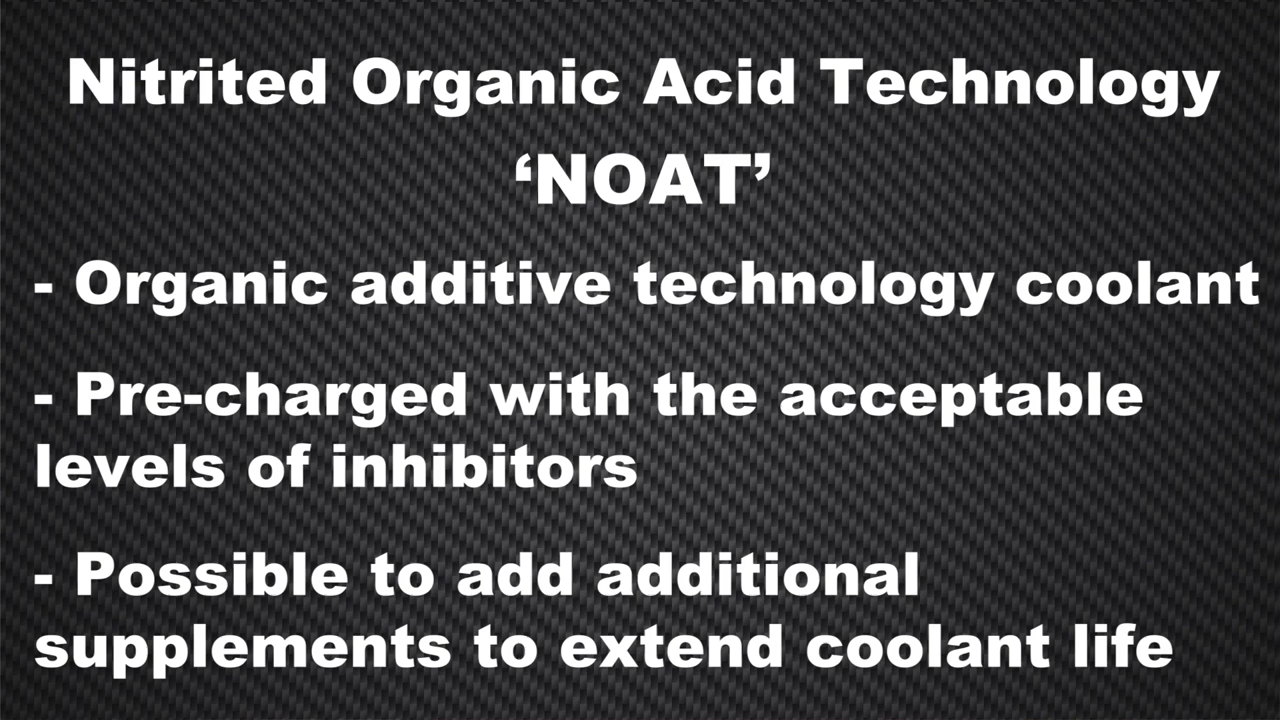 Nitrited Organic Acid Technology
‘NOAT’
- Organic additive technology coolant
- Pre-charged with the acceptable
levels of inhibitors
- Possible to add additional
supplements to extend coolant life